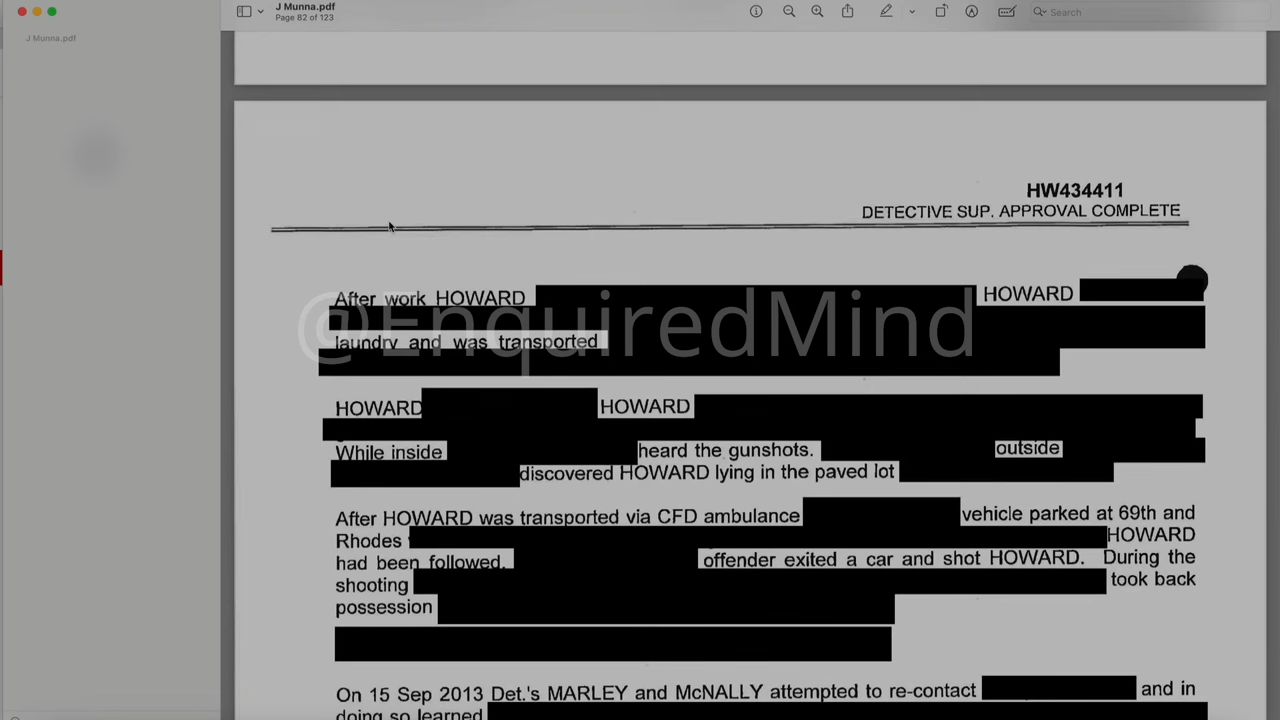 J Munna.pdf
Page 82 of 123
Search
J Munna.pdf
HW434411
DETECTIVE SUP. APPROVAL COMPLETE
After work HOWARD HOWARD
@EnquiredMind
laundry and was transported
HOWARD HOWARD
While inside heard the gunshots. outside
discovered HOWARD lying in the paved lot
After HOWARD was transported via CFD ambulance vehicle parked at 69th and
Rhodes HOWARD
had been followed. offender exited a car and shot HOWARD. During the
shooting took back
possession
On 15 Sep 2013 Det.'s MARLEY and McNALLY attempted to re-contact and in
doing so learned